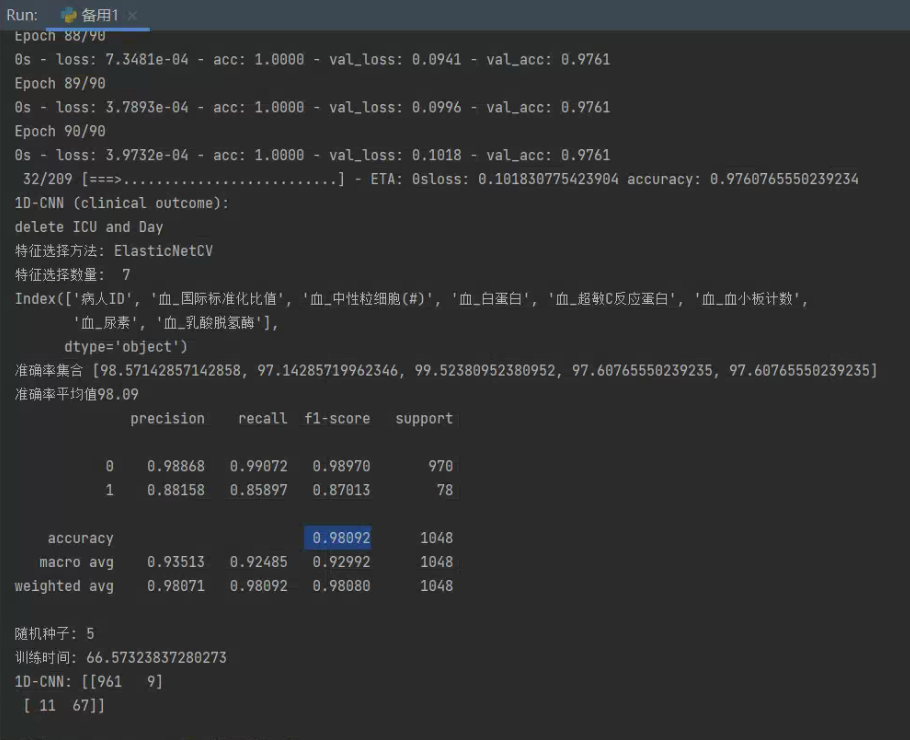 Run: 备用1
Epoch 88/90
0s - loss: 7.3481e-04 - acc: 1.0000 - val_loss: 0.0941 - val_acc: 0.9761
Epoch 89/90
0s - loss: 3.7893e-04 - acc: 1.0000 - val_loss: 0.0996 - val_acc: 0.9761
Epoch 90/90
0s - loss: 3.9732e-04 - acc: 1.0000 - val_loss: 0.1018 - val_acc: 0.9761
32/209 [===>..........................] - ETA: 0sloss: 0.101830775423904 accuracy: 0.9760765550239234
1D-CNN (clinical outcome):
delete ICU and Day
特征选择方法: ElasticNetCV
特征选择数量: 7
Index(['病人ID', '血_国际标准化比值', '血_中性粒细胞(#)', '血_白蛋白', '血_超敏C反应蛋白', '血_血小板计数',
'血_尿素', '血_乳酸脱氢酶'],
dtype='object')
准确率集合 [98.57142857142858, 97.14285719962346, 99.52380952380952, 97.60765550239235, 97.60765550239235]
准确率平均值98.09
precision recall f1-score support
0 0.98868 0.99072 0.98970 970
1 0.88158 0.85897 0.87013 78
accuracy 0.98092 1048
macro avg 0.93513 0.92485 0.92992 1048
weighted avg 0.98071 0.98092 0.98080 1048
随机种子: 5
训练时间: 66.57323837280273
1D-CNN: [[961 9]
[ 11 67]]